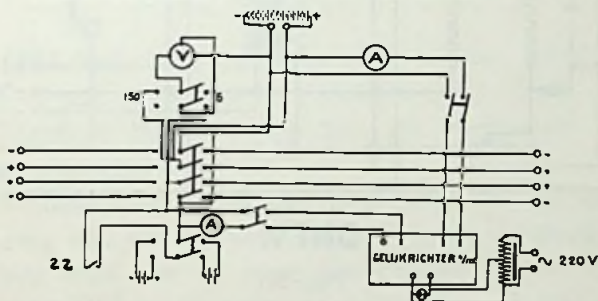 - +
V
A
150 6
- -
+ +
+ +
- -
A
22
- + - +
GELIJKRICHTER
~ 220 V